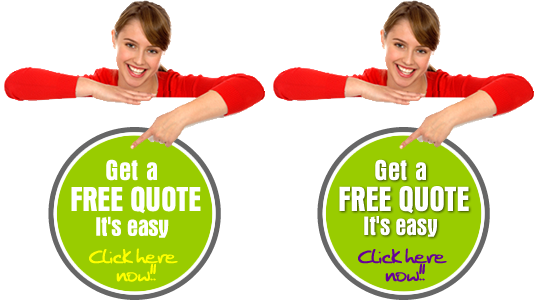 Get a
FREE QUOTE
It's easy
Click here
now!!
Get a
FREE QUOTE
It's easy
Click here
now!!